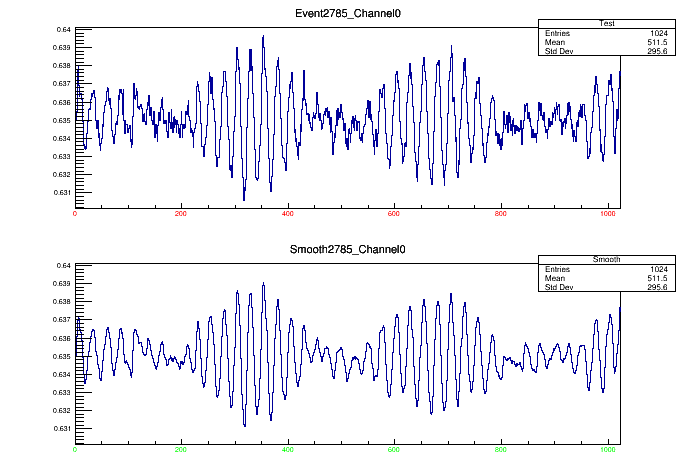 Event2785_Channel0
Test
Entries 1024
Mean 511.5
Std Dev 295.6
0.64
0.639
0.638
0.637
0.636
0.635
0.634
0.633
0.632
0.631
0 200 400 600 800 1000
Smooth2785_Channel0
Smooth
Entries 1024
Mean 511.5
Std Dev 295.6
0.64
0.639
0.638
0.637
0.636
0.635
0.634
0.633
0.632
0.631
0 200 400 600 800 1000